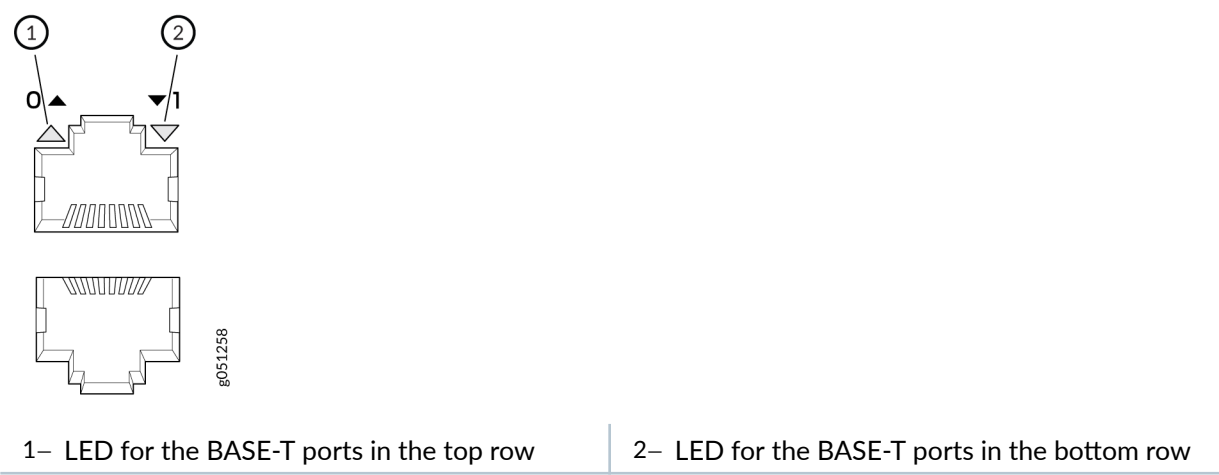 1 2
0 1
g051258
1– LED for the BASE-T ports in the top row
2– LED for the BASE-T ports in the bottom row